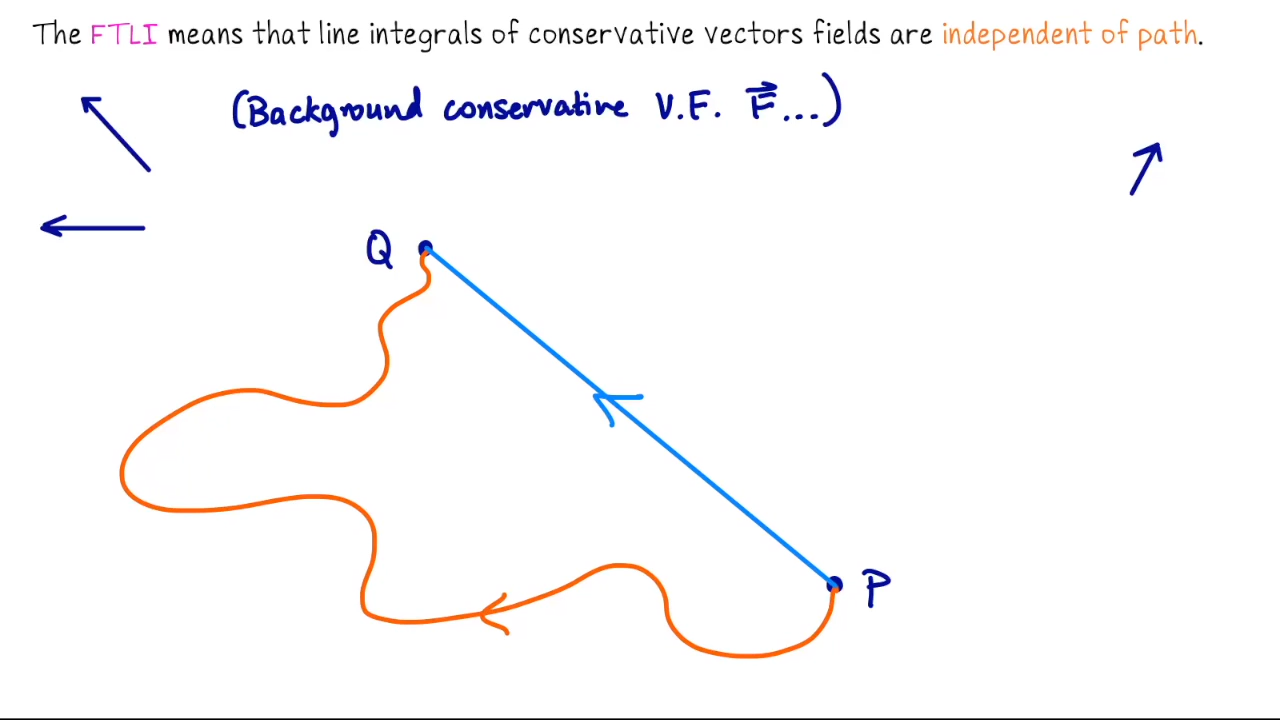 The FTLI means that line integrals of conservative vectors fields are independent of path.
(Background conservative V.F. F⃗...)
Q
P